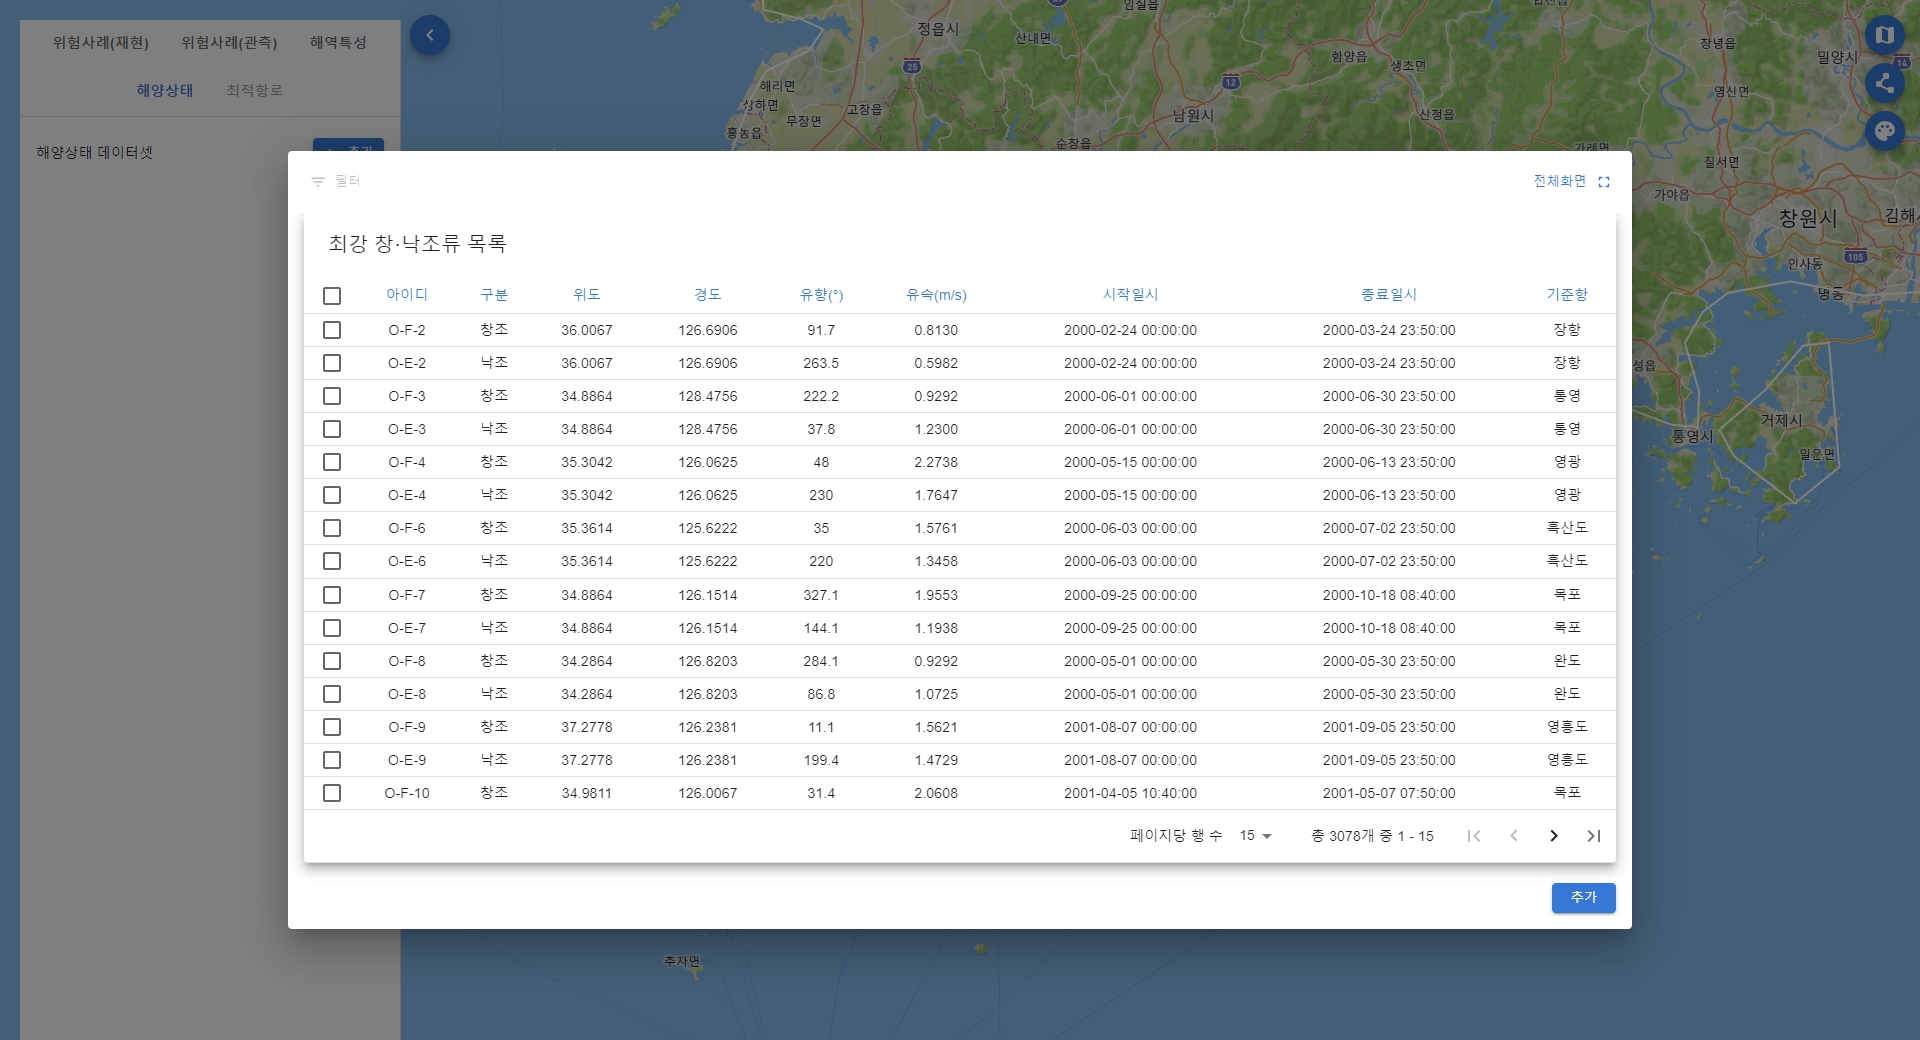 위험사례(재현) 위험사례(관측) 해역특성
해양상태 최적항로
해양상태 데이터셋
추가
임실읍
정읍시
산내면
25
해리면
상하면
무장면
고창읍
홍농읍
순창읍
남원시
12
함양읍
생초면
산청읍
창녕읍
밀양시
14
영산면
가례면
칠서면
가야읍
창원시
김해
105
인사동
명동
거제시
통영시
일운면
추자면
필터
전체화면
최강 창·낙조류 목록
아이디 구분 위도 경도 유향(°) 유속(m/s) 시작일시 종료일시 기준항
O-F-2 창조 36.0067 126.6906 91.7 0.8130 2000-02-24 00:00:00 2000-03-24 23:50:00 장항
O-E-2 낙조 36.0067 126.6906 263.5 0.5982 2000-02-24 00:00:00 2000-03-24 23:50:00 장항
O-F-3 창조 34.8864 128.4756 222.2 0.9292 2000-06-01 00:00:00 2000-06-30 23:50:00 통영
O-E-3 낙조 34.8864 128.4756 37.8 1.2300 2000-06-01 00:00:00 2000-06-30 23:50:00 통영
O-F-4 창조 35.3042 126.0625 48 2.2738 2000-05-15 00:00:00 2000-06-13 23:50:00 영광
O-E-4 낙조 35.3042 126.0625 230 1.7647 2000-05-15 00:00:00 2000-06-13 23:50:00 영광
O-F-6 창조 35.3614 125.6222 35 1.5761 2000-06-03 00:00:00 2000-07-02 23:50:00 흑산도
O-E-6 낙조 35.3614 125.6222 220 1.3458 2000-06-03 00:00:00 2000-07-02 23:50:00 흑산도
O-F-7 창조 34.8864 126.1514 327.1 1.9553 2000-09-25 00:00:00 2000-10-18 08:40:00 목포
O-E-7 낙조 34.8864 126.1514 144.1 1.1938 2000-09-25 00:00:00 2000-10-18 08:40:00 목포
O-F-8 창조 34.2864 126.8203 284.1 0.9292 2000-05-01 00:00:00 2000-05-30 23:50:00 완도
O-E-8 낙조 34.2864 126.8203 86.8 1.0725 2000-05-01 00:00:00 2000-05-30 23:50:00 완도
O-F-9 창조 37.2778 126.2381 11.1 1.5621 2001-08-07 00:00:00 2001-09-05 23:50:00 영흥도
O-E-9 낙조 37.2778 126.2381 199.4 1.4729 2001-08-07 00:00:00 2001-09-05 23:50:00 영흥도
O-F-10 창조 34.9811 126.0067 31.4 2.0608 2001-04-05 10:40:00 2001-05-07 07:50:00 목포
페이지당 행 수 15 총 3078개 중 1 - 15
추가